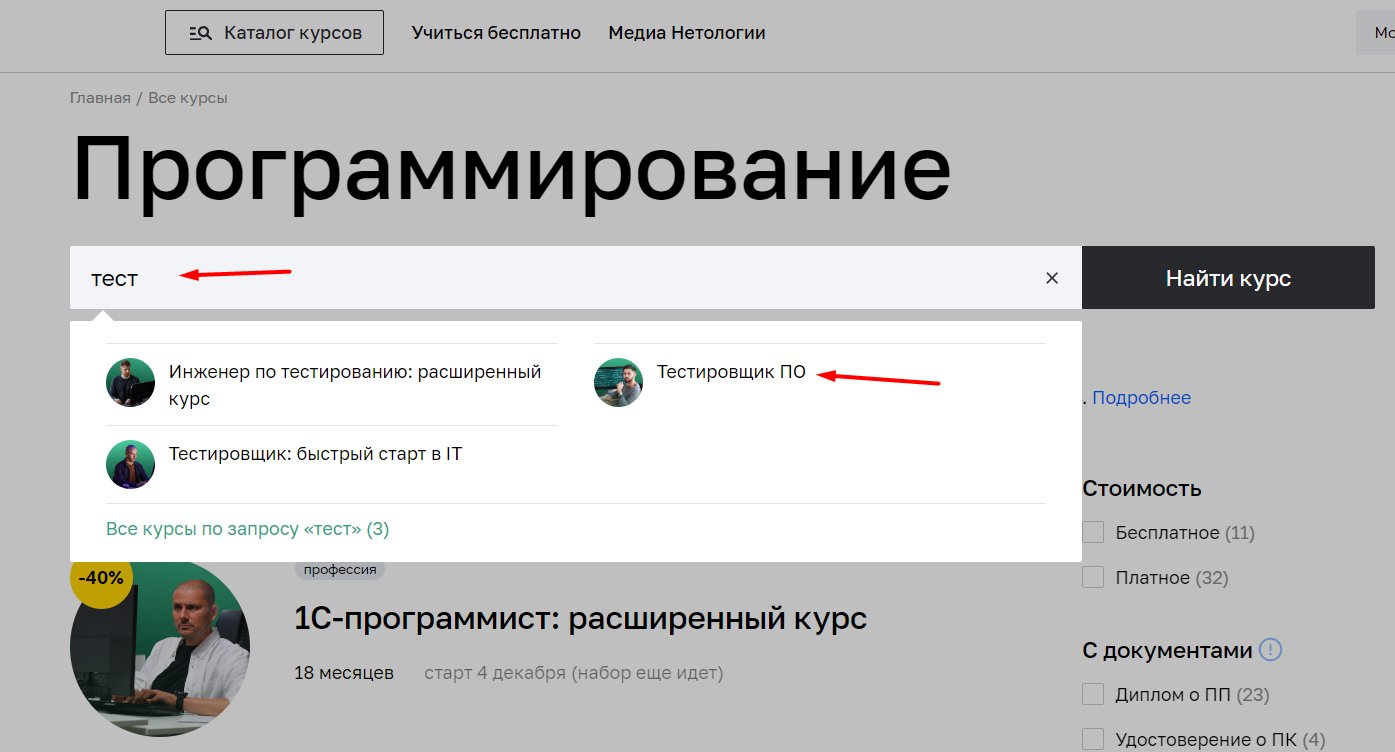 Каталог курсов
Учиться бесплатно
Медиа Нетологии
Главная / Все курсы
Программирование
тест
Найти курс
Инженер по тестированию: расширенный
курс
Тестировщик ПО
Тестировщик: быстрый старт в IT
Все курсы по запросу «тест» (3)
. Подробнее
Стоимость
Бесплатное (11)
Платное (32)
С документами
Диплом о ПП (23)
Удостоверение о ПК (4)
-40%
профессия
1С-программист: расширенный курс
18 месяцев
старт 4 декабря (набор еще идет)